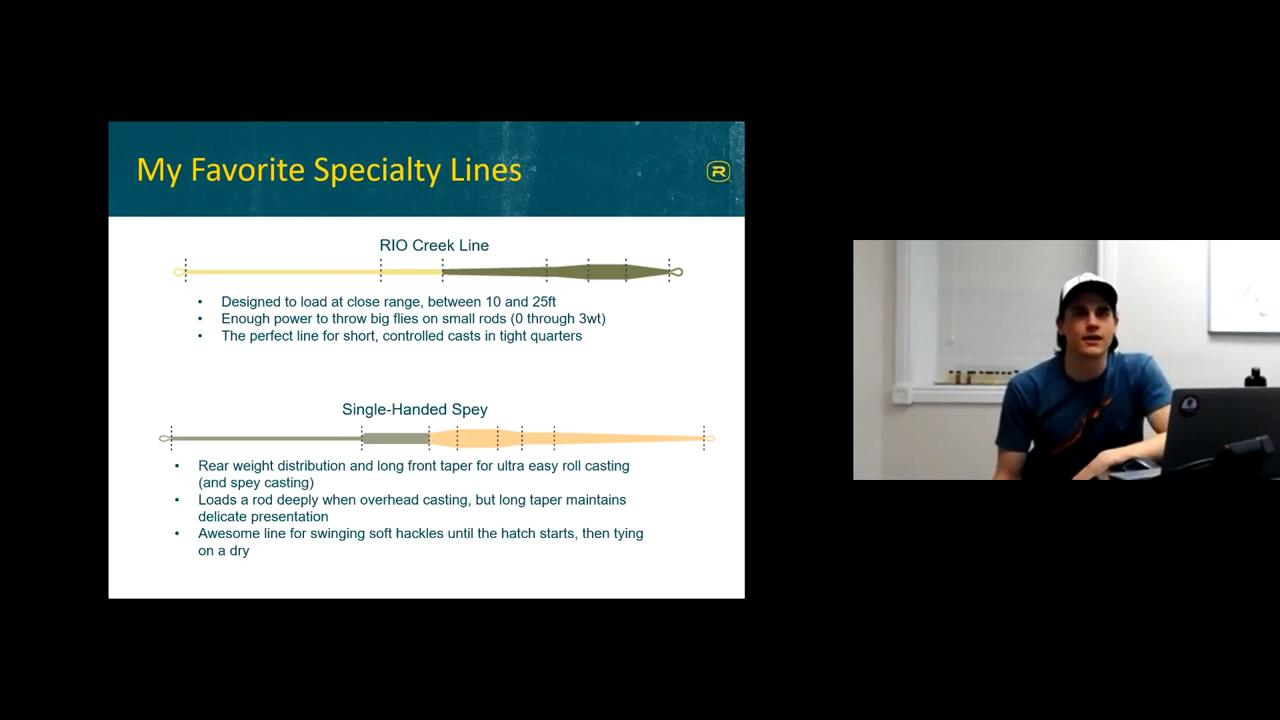 My Favorite Specialty Lines
RIO Creek Line
• Designed to load at close range, between 10 and 25ft
• Enough power to throw big flies on small rods (0 through 3wt)
• The perfect line for short, controlled casts in tight quarters
Single-Handed Spey
• Rear weight distribution and long front taper for ultra easy roll casting
(and spey casting)
• Loads a rod deeply when overhead casting, but long taper maintains
delicate presentation
• Awesome line for swinging soft hackles until the hatch starts, then tying
on a dry